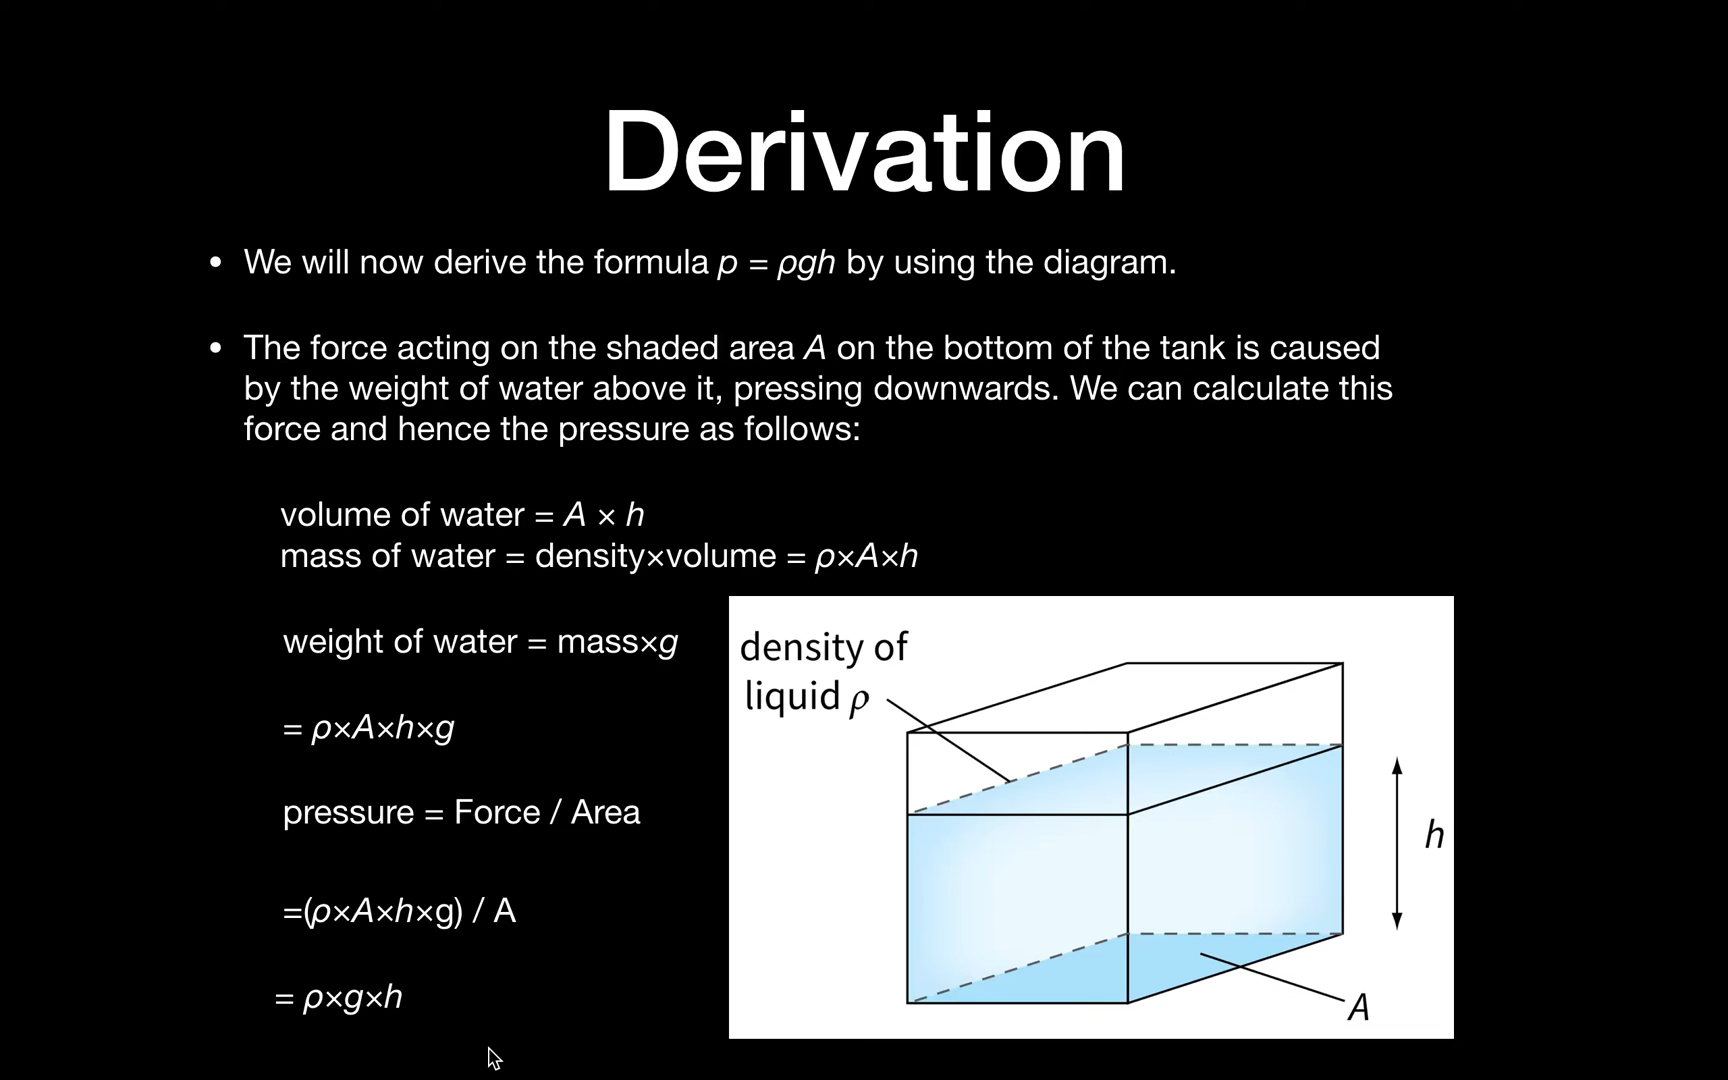 Derivation
• We will now derive the formula p = ρgh by using the diagram.
• The force acting on the shaded area A on the bottom of the tank is caused
by the weight of water above it, pressing downwards. We can calculate this
force and hence the pressure as follows:
volume of water = A × h
mass of water = density×volume = ρ×A×h
weight of water = mass×g
= ρ×A×h×g
pressure = Force / Area
=(ρ×A×h×g) / A
= ρ×g×h
density of
liquid ρ
h
A